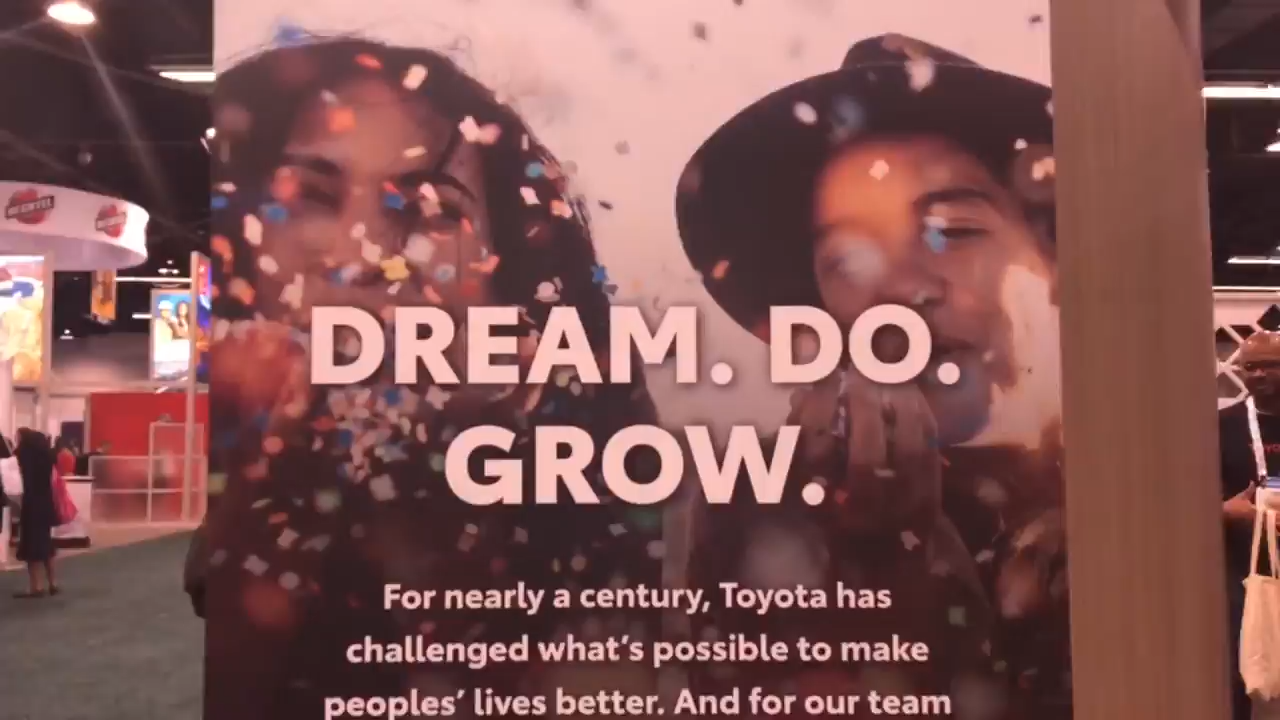 DREAM. DO.
GROW.
For nearly a century, Toyota has
challenged what's possible to make
peoples' lives better. And for our team